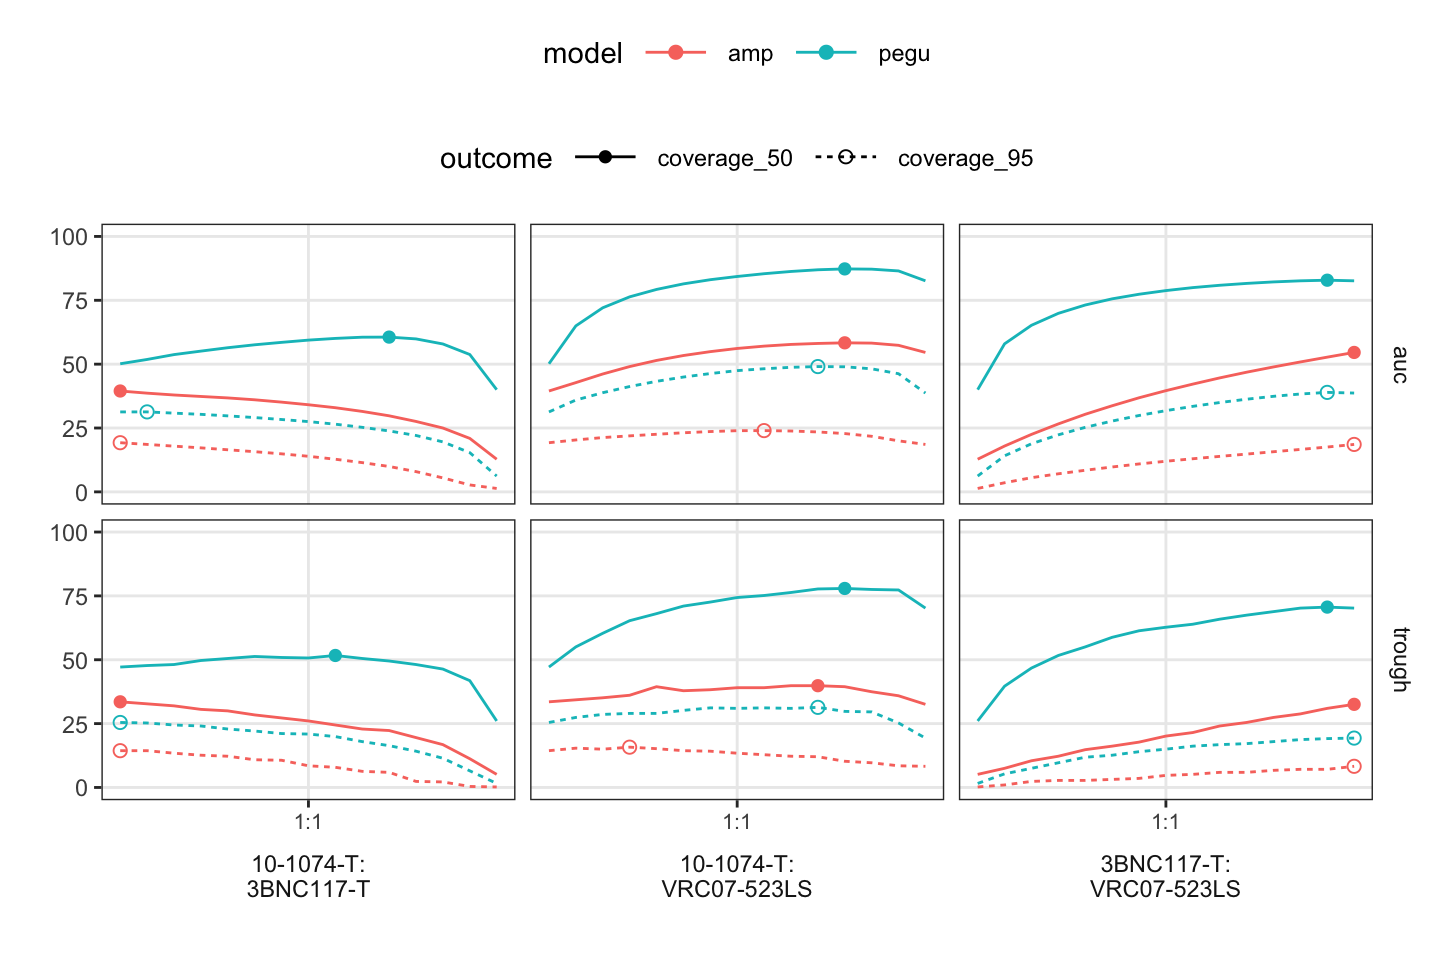 model amp pegu
outcome coverage_50 coverage_95
100
75
50
25
0
auc
100
75
50
25
0
trough
1:1 1:1 1:1
10-1074-T: 10-1074-T: 3BNC117-T:
3BNC117-T VRC07-523LS VRC07-523LS